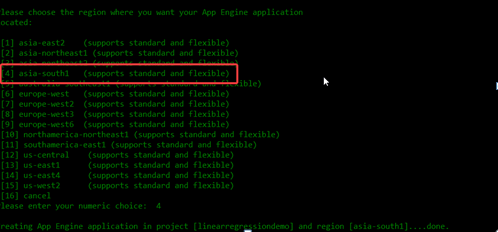 lease choose the region where you want your App Engine application
ocated:
[1] asia-east2 (supports standard and flexible)
[2] asia-northeast1 (supports standard and flexible)
[3] asia-northeast2 (supports standard and flexible)
[4] asia-south1 (supports standard and flexible)
[5] australia-southeast1 (supports standard and flexible)
[6] europe-west (supports standard and flexible)
[7] europe-west2 (supports standard and flexible)
[8] europe-west3 (supports standard and flexible)
[9] europe-west6 (supports standard and flexible)
[10] northamerica-northeast1 (supports standard and flexible)
[11] southamerica-east1 (supports standard and flexible)
[12] us-central (supports standard and flexible)
[13] us-east1 (supports standard and flexible)
[14] us-east4 (supports standard and flexible)
[15] us-west2 (supports standard and flexible)
[16] cancel
lease enter your numeric choice: 4
reating App Engine application in project [linearregressiondemo] and region [asia-south1]....done.